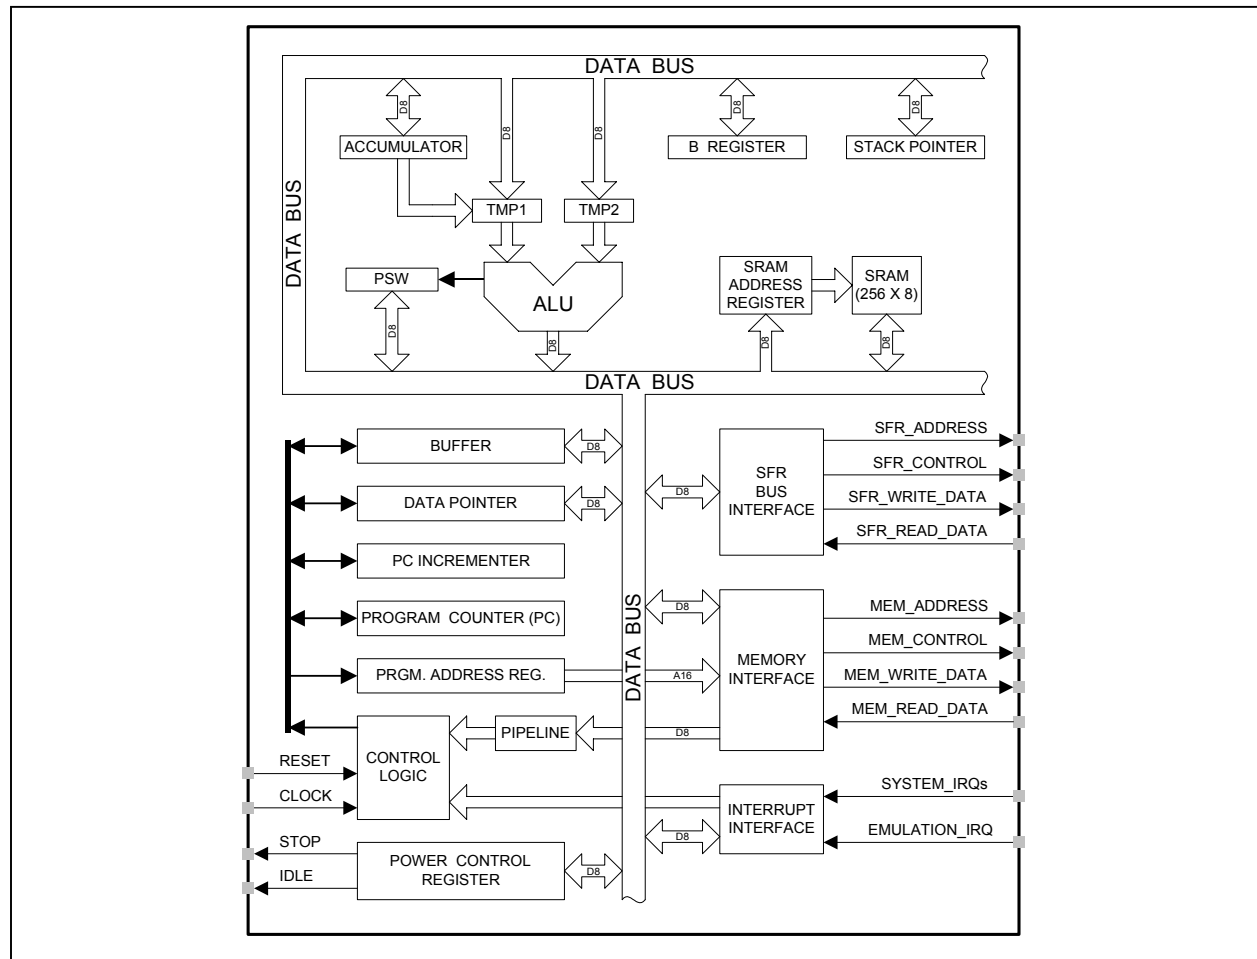 DATA BUS
D8
D8
D8
D8
D8
ACCUMULATOR
B REGISTER
STACK POINTER
DATA BUS
TMP1
TMP2
PSW
ALU
SRAM
ADDRESS
REGISTER
SRAM
(256 X 8)
D8
D8
D8
D8
DATA BUS
BUFFER
D8
DATA POINTER
D8
PC INCREMENTER
PROGRAM COUNTER (PC)
PRGM. ADDRESS REG.
A16
DATA BUS
D8
SFR
BUS
INTERFACE
SFR_ADDRESS
SFR_CONTROL
SFR_WRITE_DATA
SFR_READ_DATA
D8
MEMORY
INTERFACE
MEM_ADDRESS
MEM_CONTROL
MEM_WRITE_DATA
MEM_READ_DATA
PIPELINE
D8
CONTROL
LOGIC
RESET
CLOCK
INTERRUPT
INTERFACE
SYSTEM_IRQs
EMULATION_IRQ
D8
STOP
IDLE
POWER CONTROL
REGISTER
D8